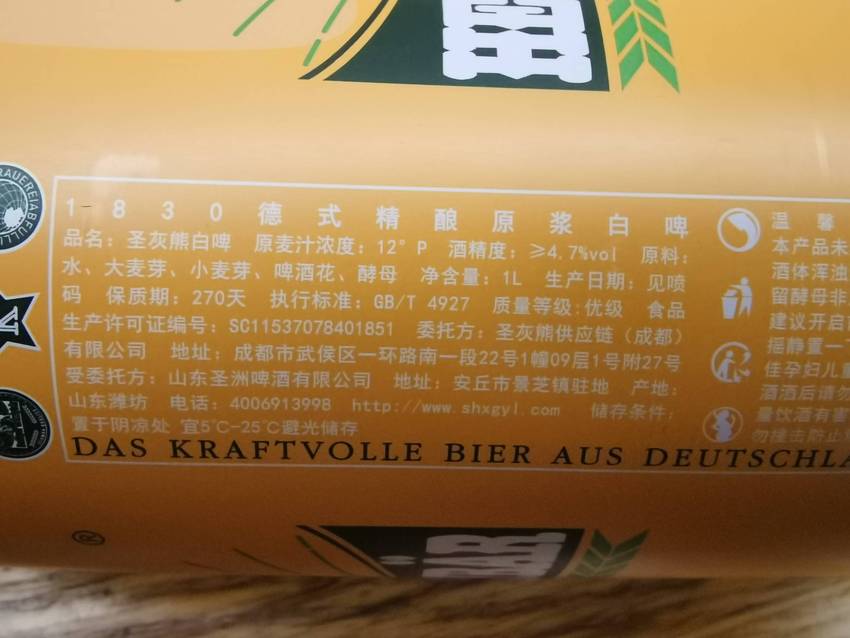 1-830德式精酿原浆白啤
品名：圣灰熊白啤 原麦汁浓度：12°P 酒精度：≥4.7%vol 原料：
水、大麦芽、小麦芽、啤酒花、酵母 净含量：1L 生产日期：见喷
码 保质期：270天 执行标准：GB/T 4927 质量等级:优级 食品
生产许可证编号：SC11537078401851 委托方：圣灰熊供应链（成都）
有限公司 地址：成都市武侯区一环路南一段22号1幢09层1号附27号
受委托方：山东圣洲啤酒有限公司 地址：安丘市景芝镇驻地 产地：
山东潍坊 电话：4006913998 http://www.shxgyl.com 储存条件：
置于阴凉处 宜5℃-25℃避光储存
DAS KRAFTVOLLE BIER AUS DEUTSCHLA
温馨
本产品未
酒体浑浊
留酵母非
建议开启
摇静置一
佳孕妇儿
酒酒后请勿
量饮酒有害
勿撞击防止
®
V